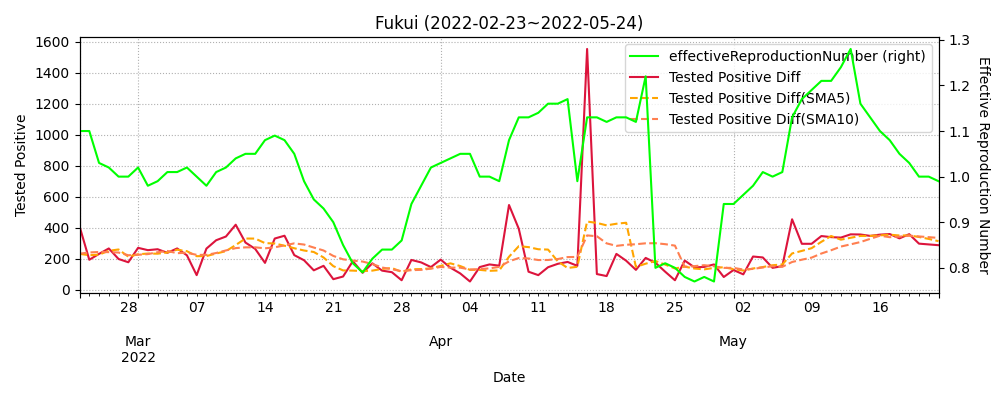 Fukui (2022-02-23~2022-05-24)
effectiveReproductionNumber (right)
Tested Positive Diff
Tested Positive Diff(SMA5)
Tested Positive Diff(SMA10)
Tested Positive
1600
1400
1200
1000
800
600
400
200
0
1.3
1.2
1.1
1.0
0.9
0.8
Effective Reproduction Number
28 07 14 21 28 04 11 18 25 02 09 16
Mar Apr May
2022
Date